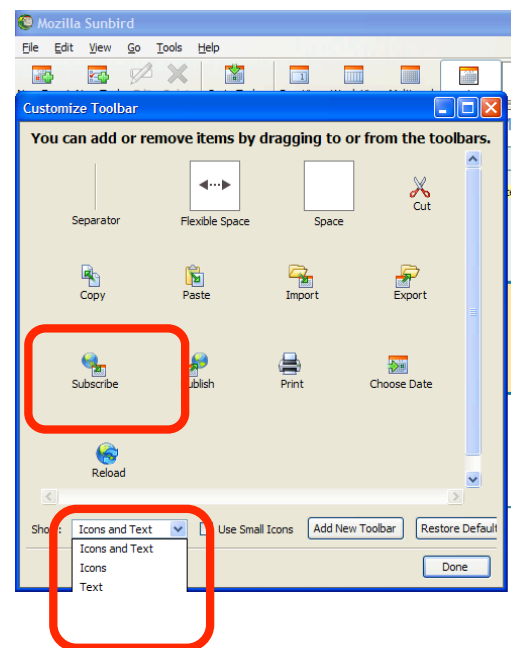 Mozilla Sunbird
File Edit View Go Tools Help
Customize Toolbar
You can add or remove items by dragging to or from the toolbars.
Separator Flexible Space Space Cut
Copy Paste Import Export
Subscribe Publish Print Choose Date
Reload
Show: Icons and Text Use Small Icons Add New Toolbar Restore Default
Icons and Text
Icons
Text
Done